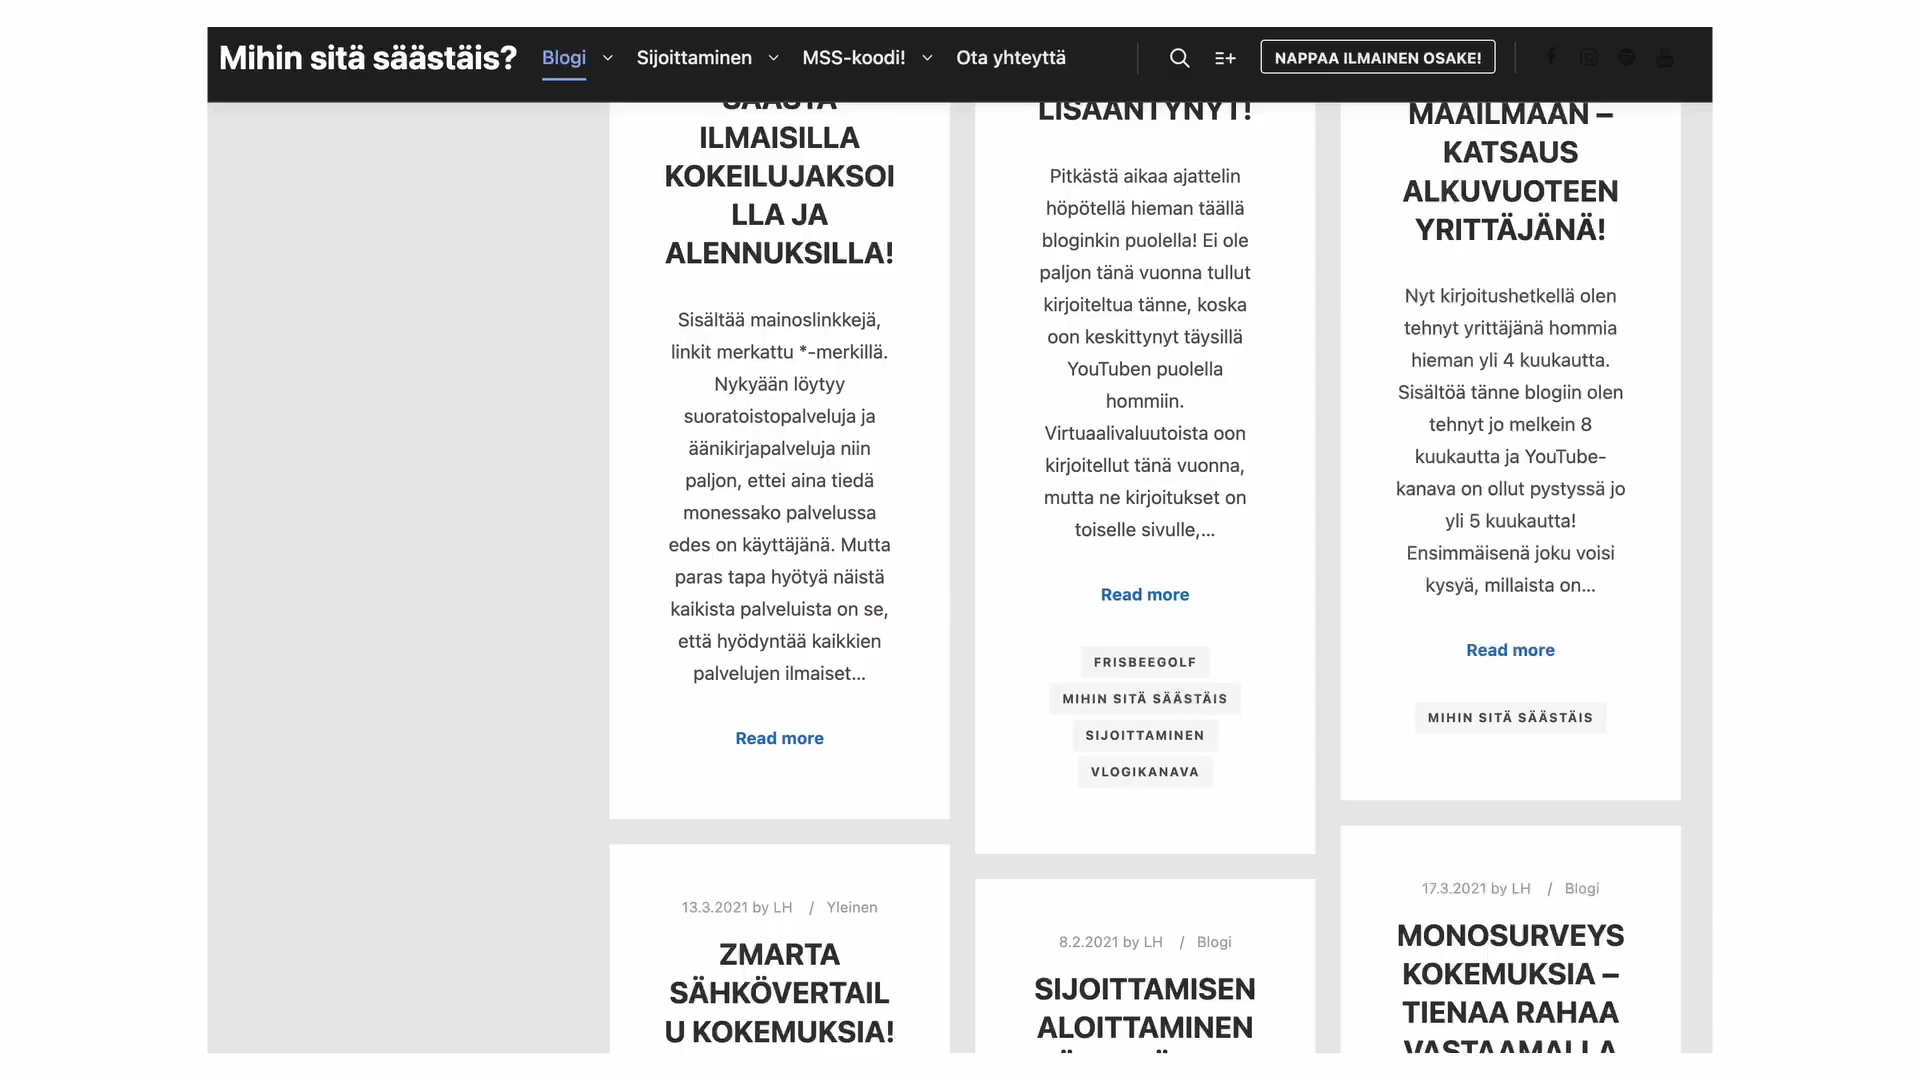 Mihin sitä säästäis?
Blogi
Sijoittaminen
MSS-koodi!
Ota yhteyttä
NAPPAA ILMAINEN OSAKE!
SÄÄSTÄ
ILMAISILLA
KOKEILUJAKSOI
LLA JA
ALENNUKSILLA!
Sisältää mainoslinkkejä,
linkit merkattu *-merkillä.
Nykyään löytyy
suoratoistopalveluja ja
äänikirjapalveluja niin
paljon, ettei aina tiedä
monessako palvelussa
edes on käyttäjänä. Mutta
paras tapa hyötyä näistä
kaikista palveluista on se,
että hyödyntää kaikkien
palvelujen ilmaiset...
Read more
13.3.2021 by LH / Yleinen
ZMARTA
SÄHKÖVERTAIL
U KOKEMUKSIA!
LISÄÄNTYNYT!
Pitkästä aikaa ajattelin
höpötellä hieman täällä
bloginkin puolella! Ei ole
paljon tänä vuonna tullut
kirjoiteltua tänne, koska
oon keskittynyt täysillä
YouTuben puolella
hommiin.
Virtuaalivaluutoista oon
kirjoitellut tänä vuonna,
mutta ne kirjoitukset on
toiselle sivulle,...
Read more
FRISBEEGOLF
MIHIN SITÄ SÄÄSTÄIS
SIJOITTAMINEN
VLOGIKANAVA
8.2.2021 by LH / Blogi
SIJOITTAMISEN
ALOITTAMINEN
MAAILMAAN –
KATSAUS
ALKUVUOTEEN
YRITTÄJÄNÄ!
Nyt kirjoitushetkellä olen
tehnyt yrittäjänä hommia
hieman yli 4 kuukautta.
Sisältöä tänne blogiin olen
tehnyt jo melkein 8
kuukautta ja YouTube-
kanava on ollut pystyssä jo
yli 5 kuukautta!
Ensimmäisenä joku voisi
kysyä, millaista on...
Read more
MIHIN SITÄ SÄÄSTÄIS
17.3.2021 by LH / Blogi
MONOSURVEYS
KOKEMUKSIA –
TIENAA RAHAA
VASTAAMALLA